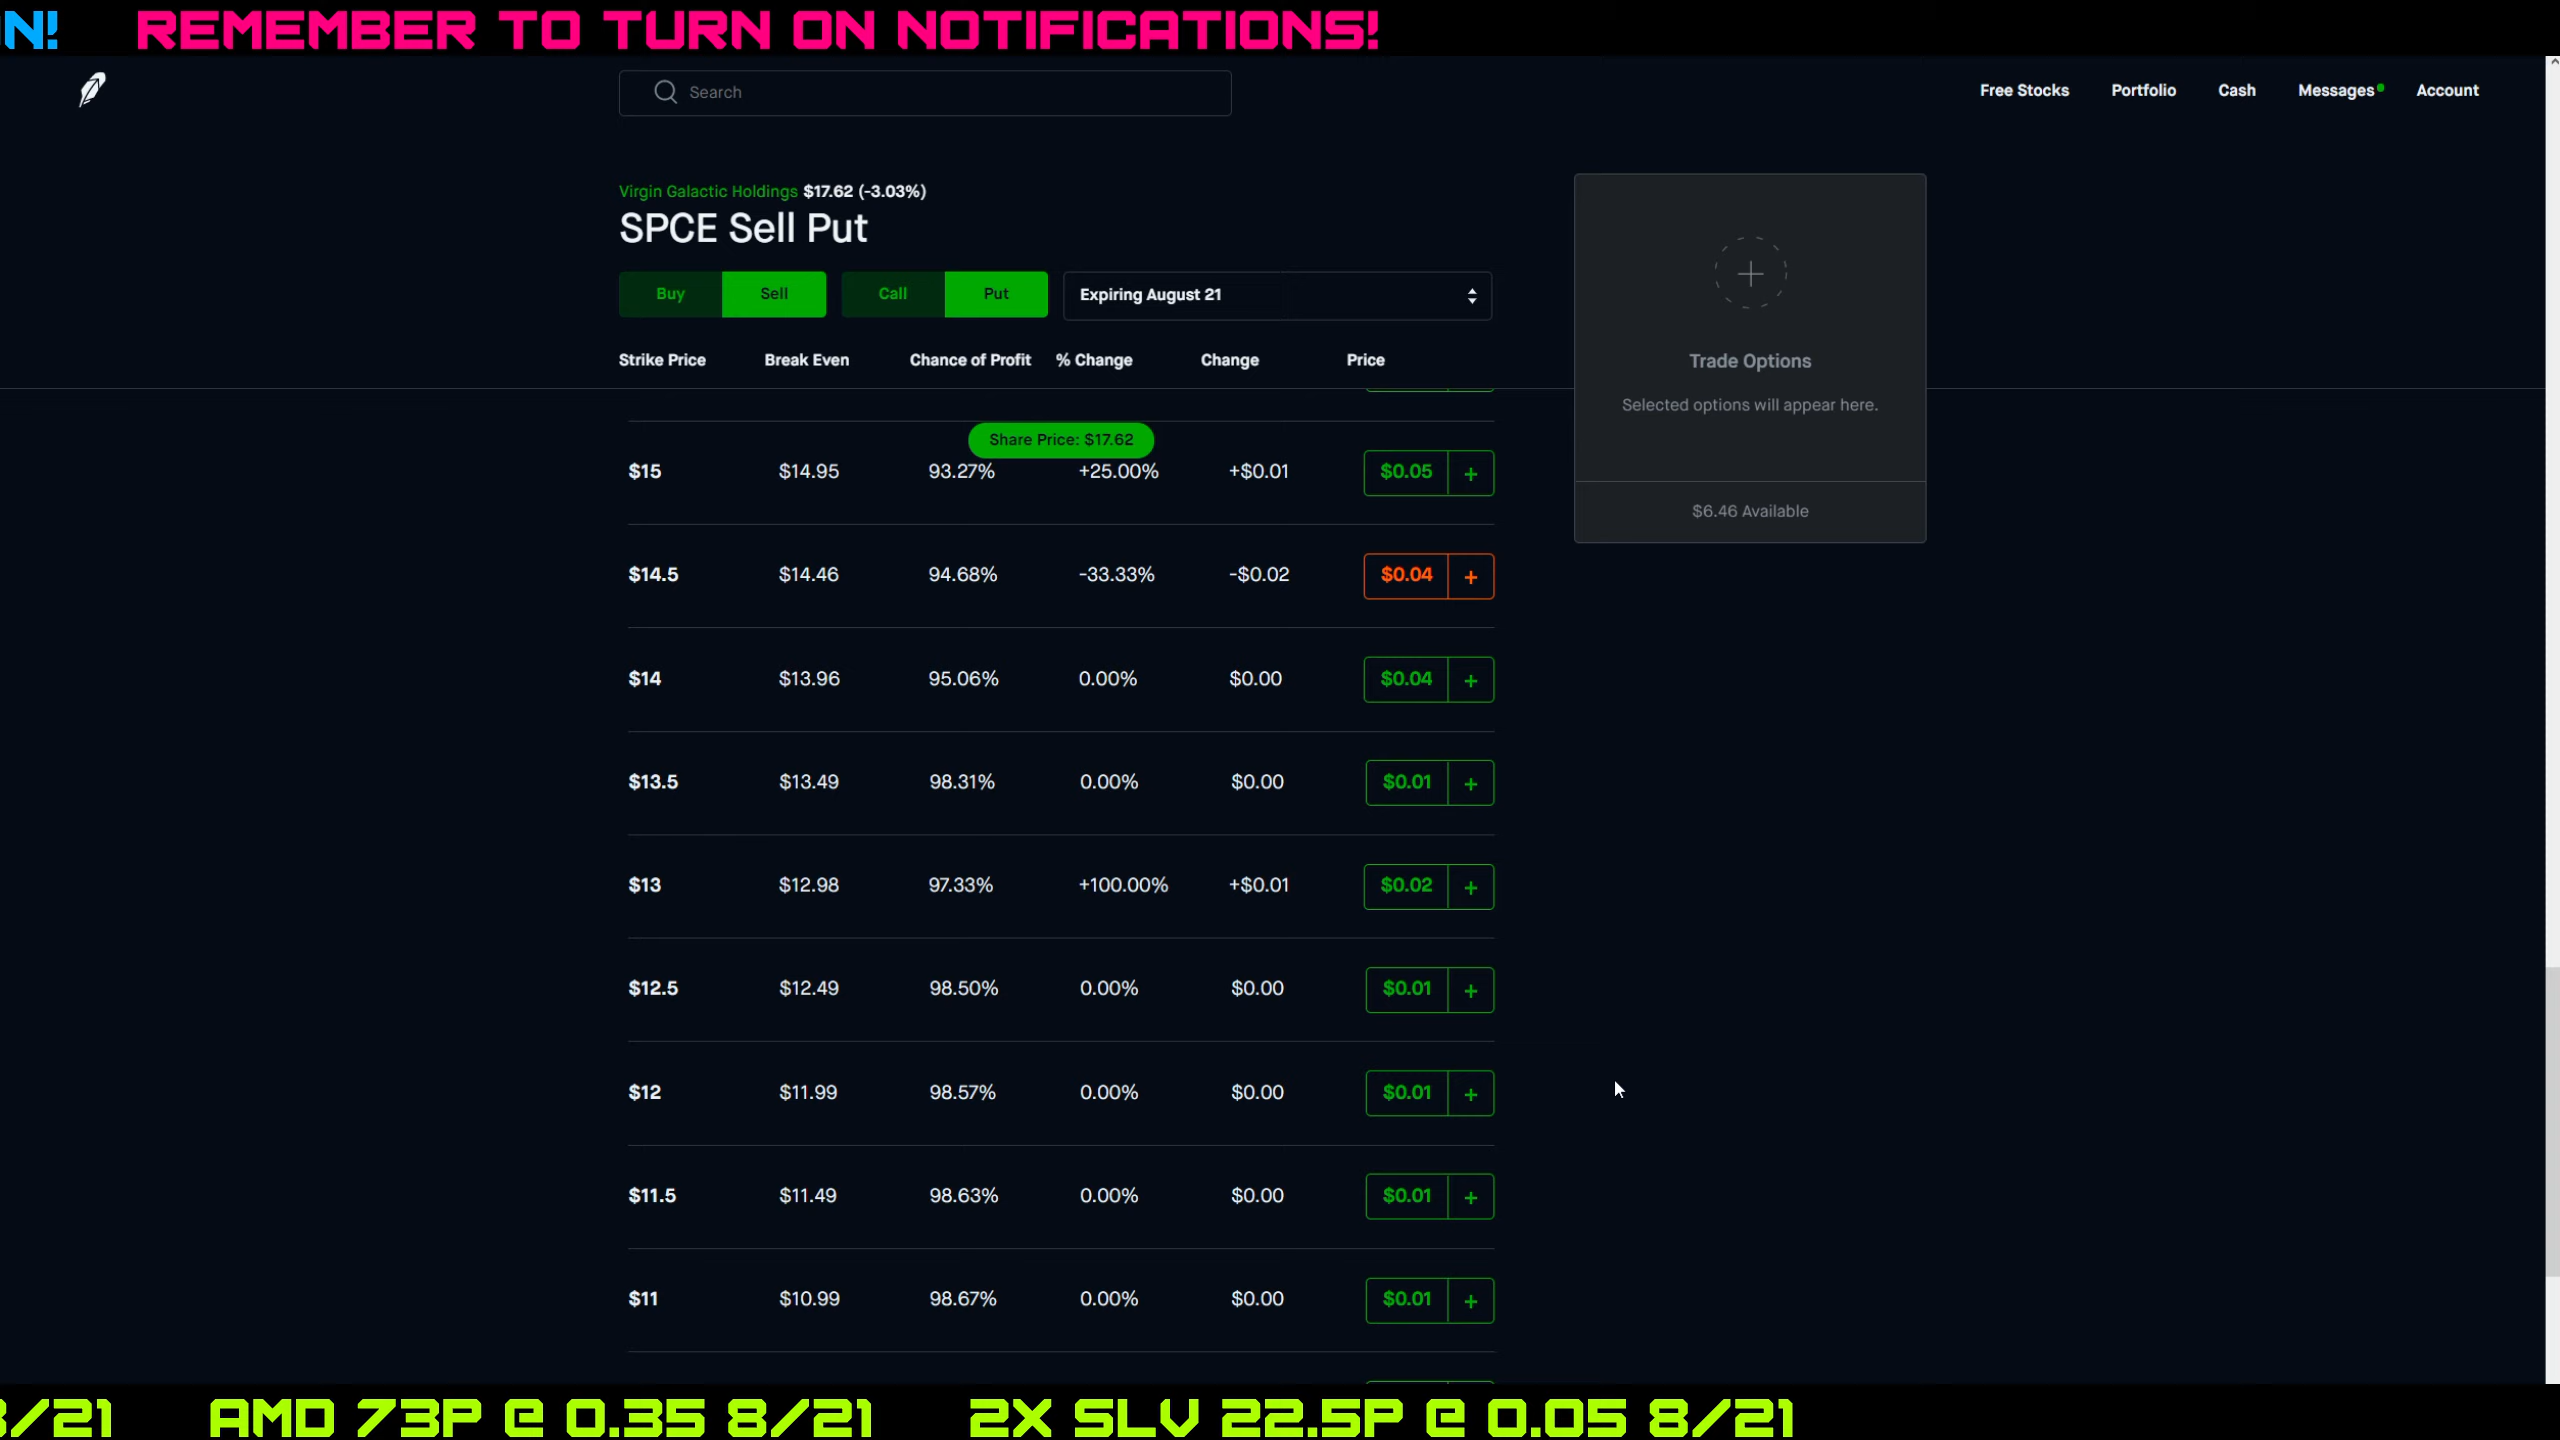 N! REMEMBER TO TURN ON NOTIFICATIONS!
Search
Free Stocks Portfolio Cash Messages Account
Virgin Galactic Holdings $17.62 (-3.03%)
SPCE Sell Put
Buy Sell Call Put Expiring August 21
Strike Price Break Even Chance of Profit % Change Change Price
Share Price: $17.62
$15 $14.95 93.27% +25.00% +$0.01 $0.05 +
$14.5 $14.46 94.68% -33.33% -$0.02 $0.04 +
$14 $13.96 95.06% 0.00% $0.00 $0.04 +
$13.5 $13.49 98.31% 0.00% $0.00 $0.01 +
$13 $12.98 97.33% +100.00% +$0.01 $0.02 +
$12.5 $12.49 98.50% 0.00% $0.00 $0.01 +
$12 $11.99 98.57% 0.00% $0.00 $0.01 +
$11.5 $11.49 98.63% 0.00% $0.00 $0.01 +
$11 $10.99 98.67% 0.00% $0.00 $0.01 +
Trade Options
Selected options will appear here.
$6.46 Available
8/21 AMD 73P @ 0.35 8/21 2X SLV 22.5P @ 0.05 8/21